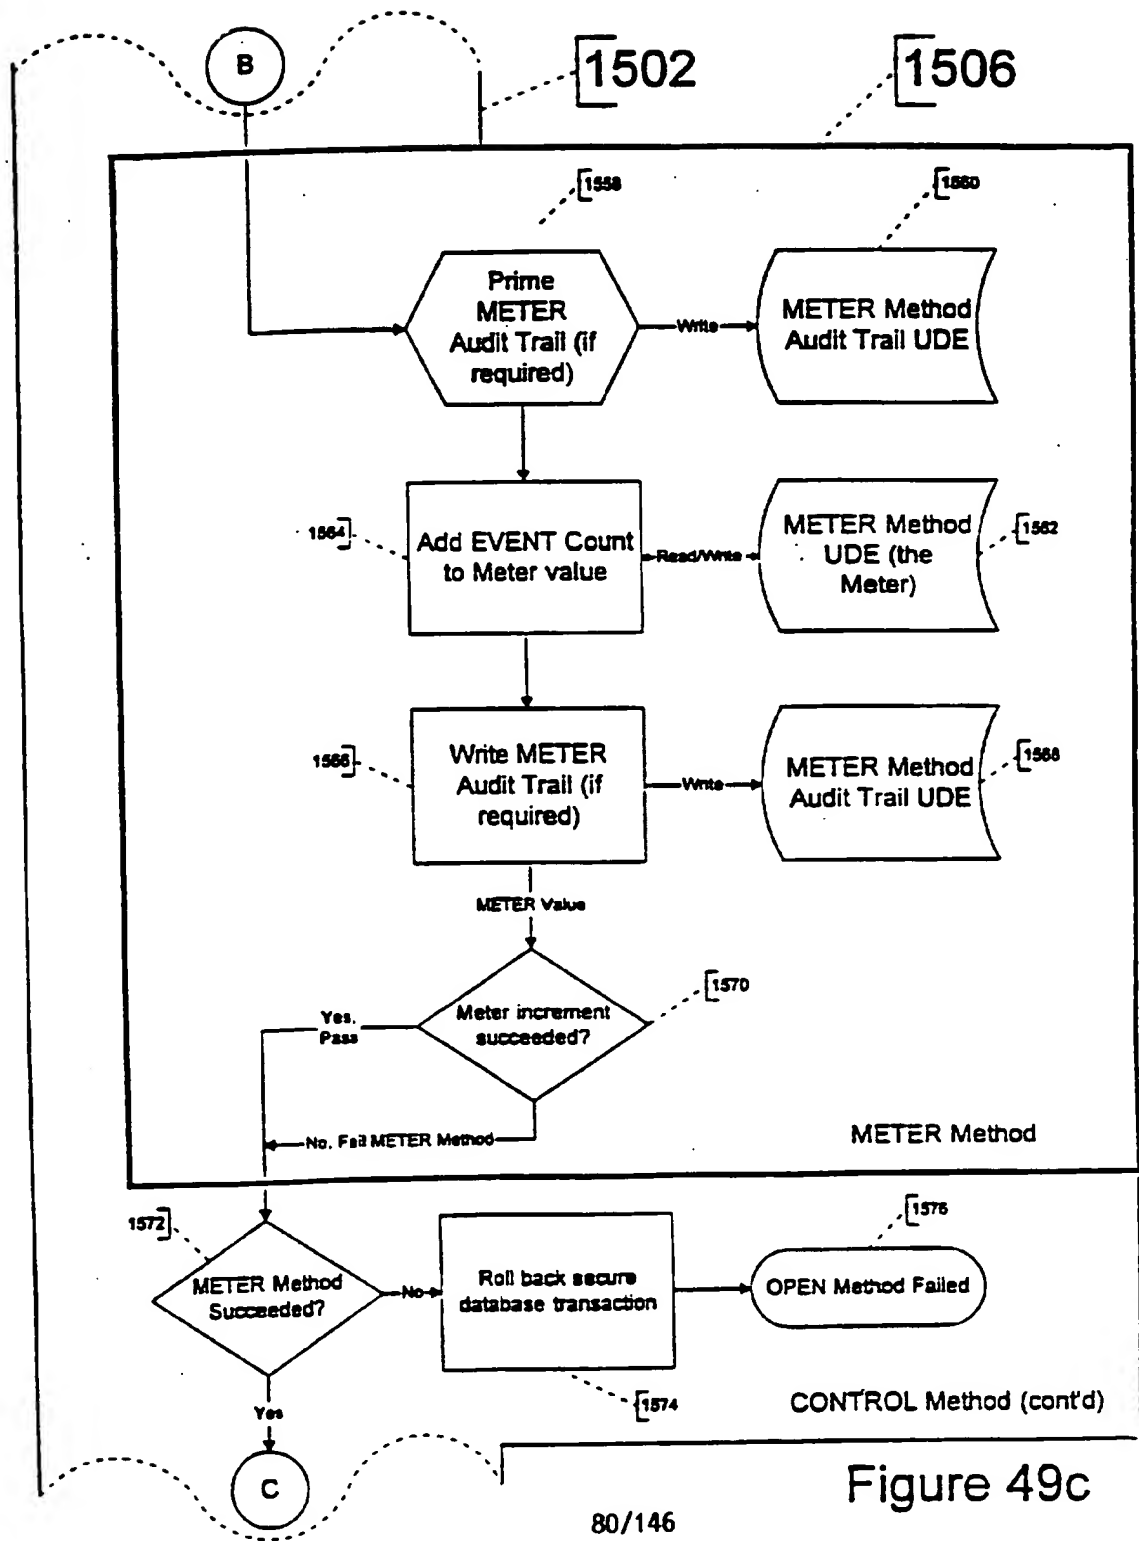 B
1502
1506
1558
1560
Prime
METER
Audit Trail (if
required)
Write
METER Method
Audit Trail UDE
1564
Add EVENT Count
to Meter value
Read/Write
METER Method
UDE (the
Meter)
1562
1566
Write METER
Audit Trail (if
required)
Write
METER Method
Audit Trail UDE
1568
METER Value
Meter increment
succeeded?
1570
Yes,
Pass
No, Fail METER Method
METER Method
1572
METER Method
Succeeded?
No
Roll back secure
database transaction
OPEN Method Failed
1576
1574
Yes
CONTROL Method (cont'd)
C
Figure 49c
80/146